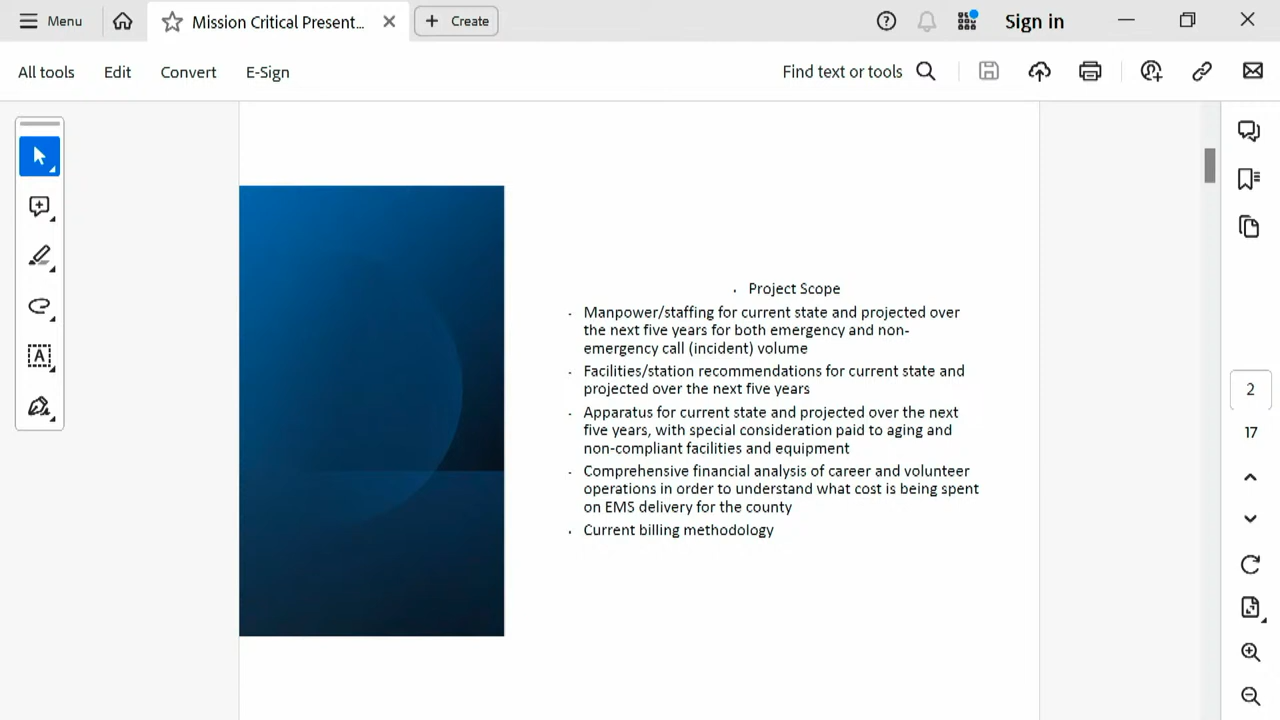 Menu
Mission Critical Present...
Create
Sign in
All tools
Edit
Convert
E-Sign
Find text or tools
· Project Scope
· Manpower/staffing for current state and projected over
the next five years for both emergency and non-
emergency call (incident) volume
· Facilities/station recommendations for current state and
projected over the next five years
· Apparatus for current state and projected over the next
five years, with special consideration paid to aging and
non-compliant facilities and equipment
· Comprehensive financial analysis of career and volunteer
operations in order to understand what cost is being spent
on EMS delivery for the county
· Current billing methodology
2
17